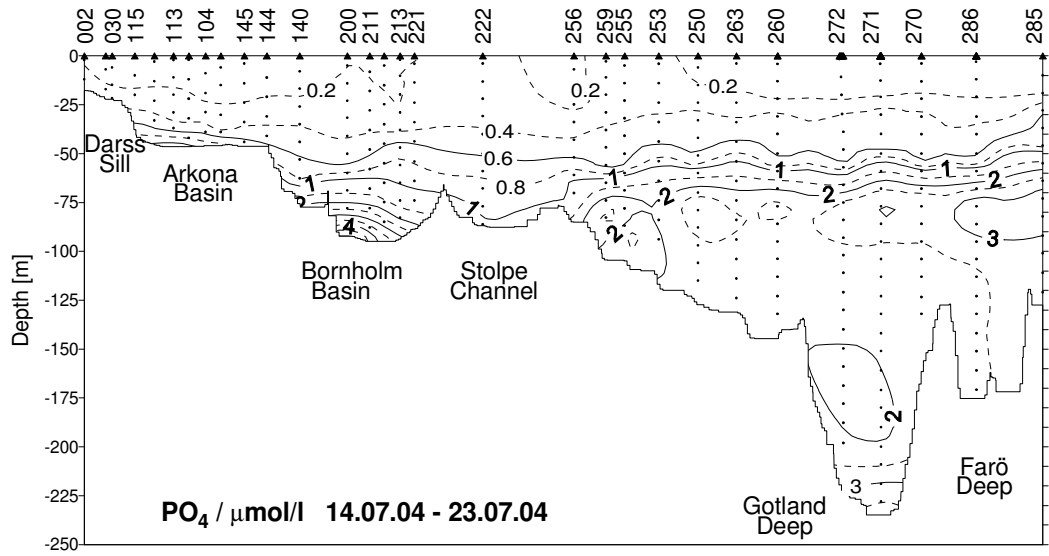 002 030 115 113 104 145 144 140 200 211 213 221 222 256 259 255 253 250 263 260 272 271 270 286 285
0
-25
-50
-75
-100
-125
-150
-175
-200
-225
-250
Depth [m]
0.2 0.2 0.2
0.4
0.6
0.8
1 1 1 1
1
2 2 2
2
3
4
2
3
Darss
Sill
Arkona
Basin
Bornholm
Basin
Stolpe
Channel
Gotland
Deep
Farö
Deep
PO4 / μmol/l 14.07.04 - 23.07.04